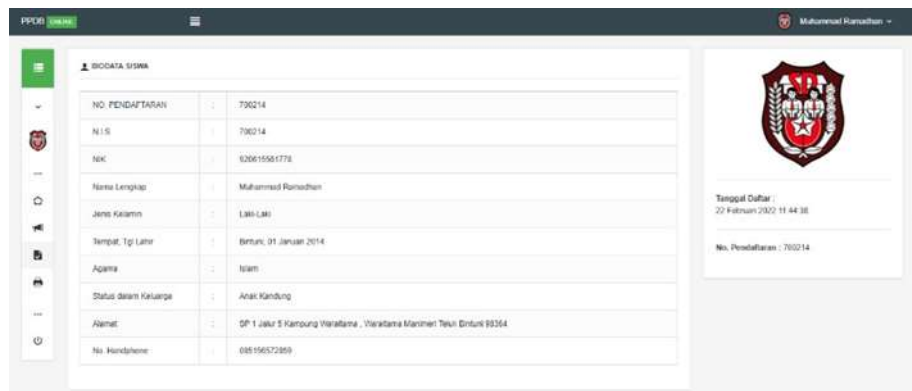 PPDB ONLINE
Muhammad Ramadhan
BIODATA SISWA
NO. PENDAFTARAN : 700214
N.I.S : 700214
NIK :
Nama Lengkap : Muhammad Ramadhan
Jenis Kelamin : Laki-Laki
Tempat, Tgl Lahir : Bintuni, 01 Januari 2014
Agama : Islam
Status dalam Keluarga : Anak Kandung
Alamat : SP 1 Jalur 5 Kampung Waraitama , Waraitama Manimeri Teluk Bintuni 98364
No. Handphone : 085156572859
SP
Tanggal Daftar :
22 Februari 2022 11:44:38
No. Pendaftaran : 700214